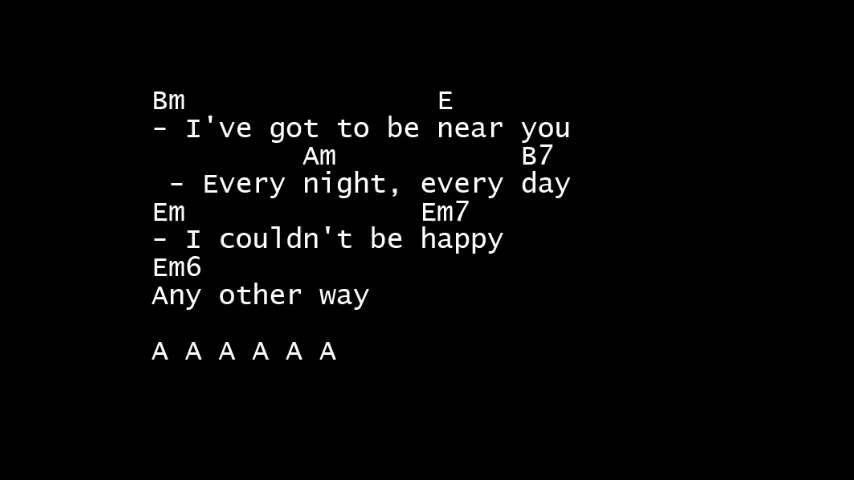 Bm                E
- I've got to be near you
         Am           B7
 - Every night, every day
Em              Em7
- I couldn't be happy
Em6
Any other way
A A A A A A